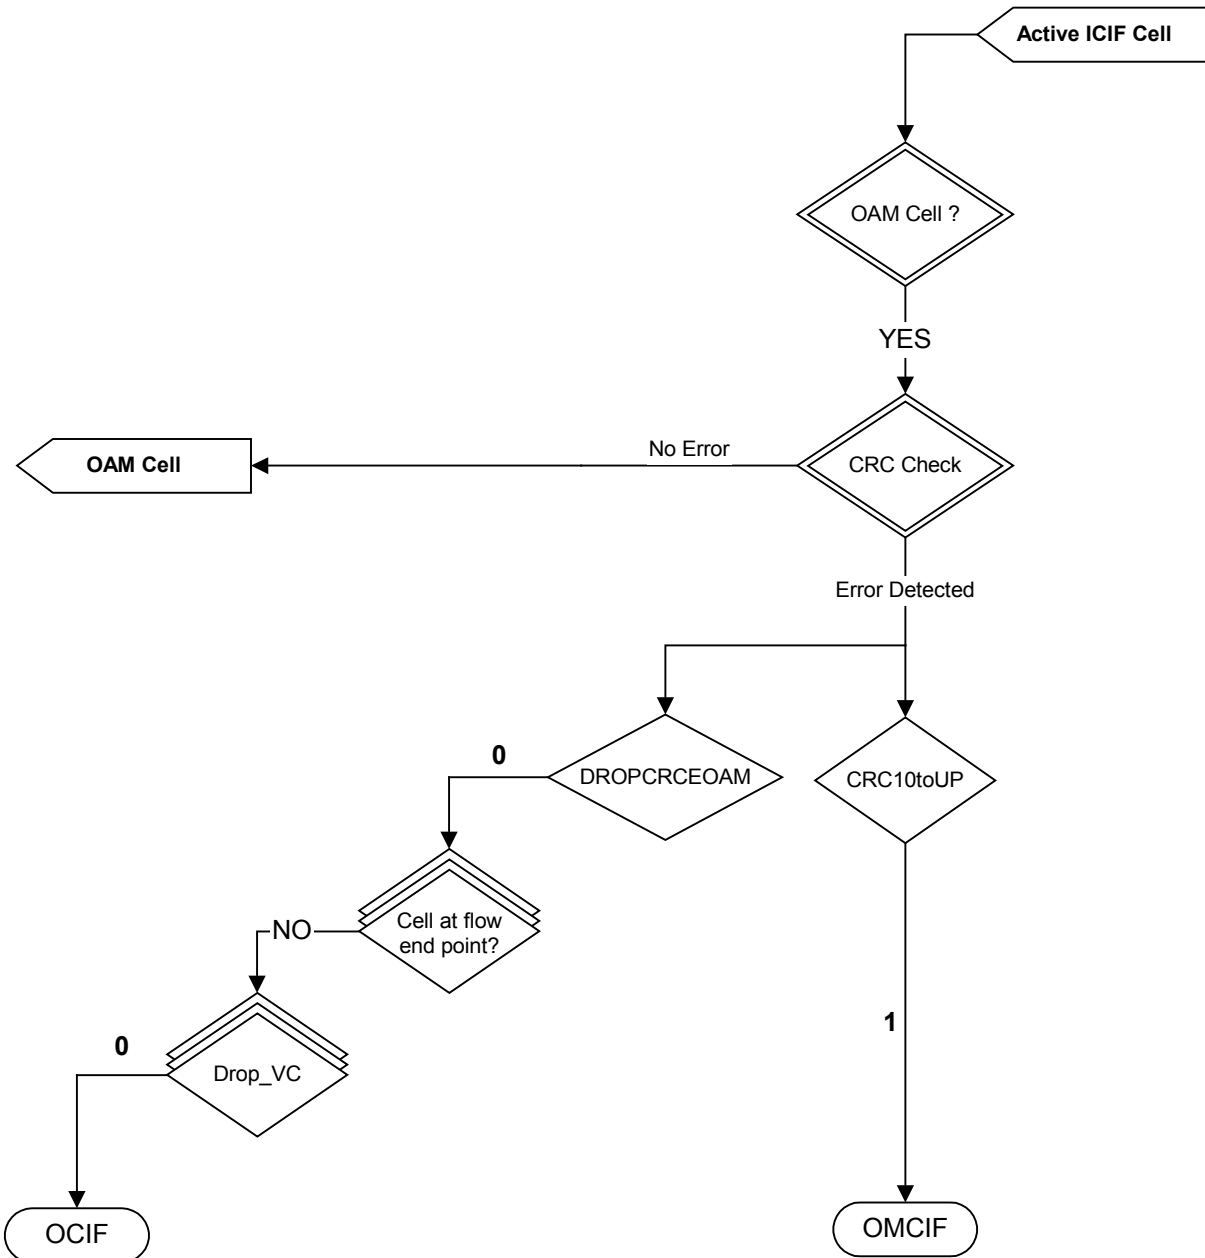 Active ICIF Cell
OAM Cell ?
YES
OAM Cell
No Error
CRC Check
Error Detected
0
DROPCRCEOAM
CRC10toUP
NO
Cell at flow
end point?
1
0
Drop_VC
OCIF
OMCIF